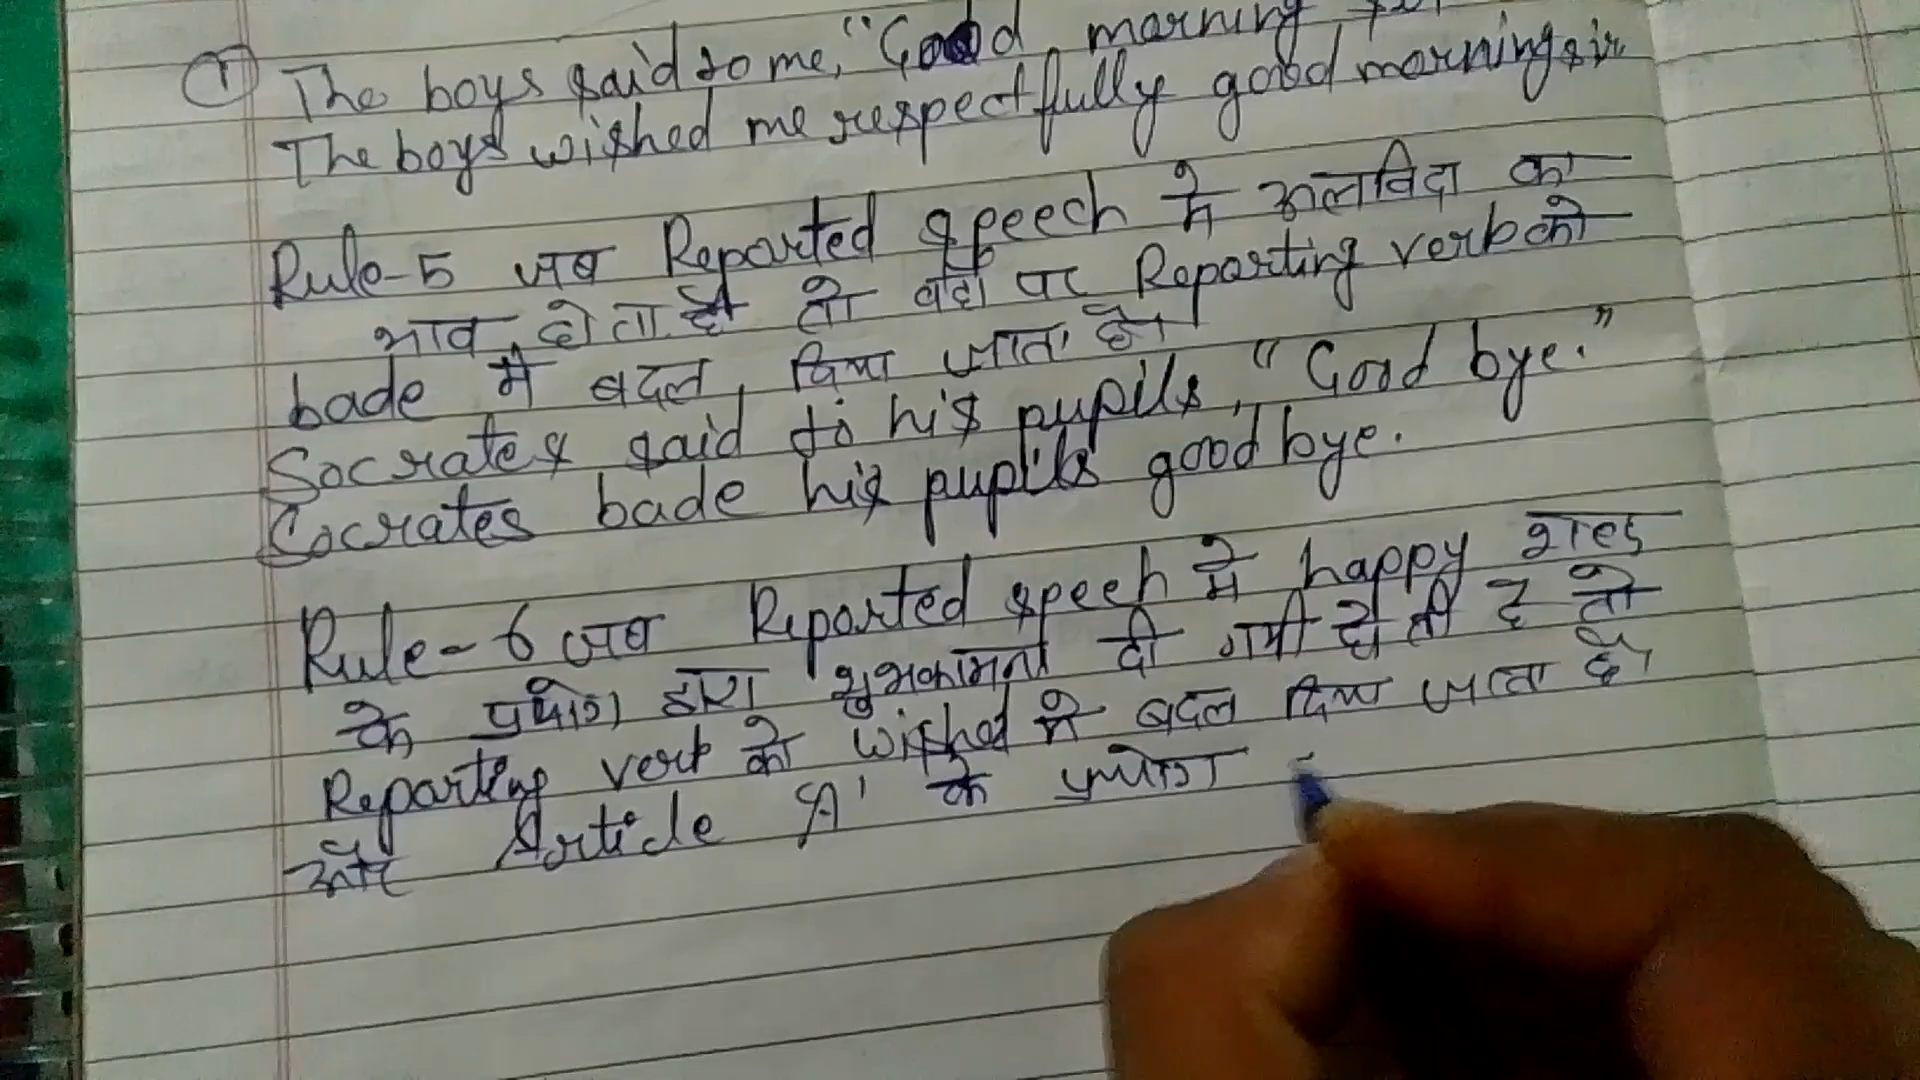 ① The boys said to me, "Good morning
The boys wished me respectfully good morning sir
Rule-5 जब Reported speech मे अलविदा का
भाव होता है तो वहां पर Reporting verb को
bade मे बदल दिया जाता है।
Socrates said to his pupils, "Good bye."
Cocrates bade his pupils good bye.
Rule-6 जब Reported speeh मे happy शब्द
के प्रयोग द्वारा शुभकामना दी गयी होती है तो
Reporting verb को wished मे बदल दिया जाता है।
और Article 'A' के प्रयोग